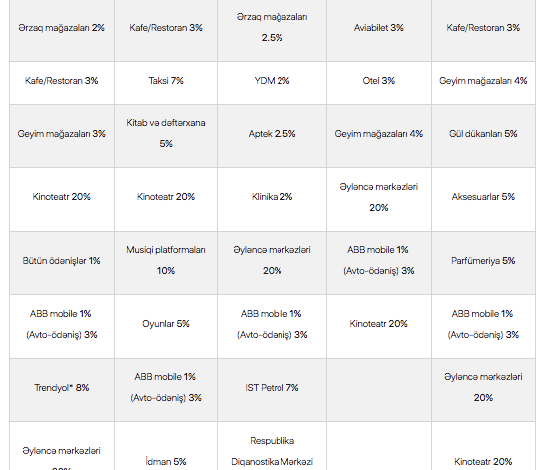 Ərzaq mağazaları 2%
Kafe/Restoran 3%
Ərzaq mağazaları
2.5%
Aviabilet 3%
Kafe/Restoran 3%
Kafe/Restoran 3%
Taksi 7%
YDM 2%
Otel 3%
Geyim mağazaları 4%
Geyim mağazaları 3%
Kitab və dəftərxana
5%
Aptek 2.5%
Geyim mağazaları 4%
Gül dükanları 5%
Kinoteatr 20%
Kinoteatr 20%
Klinika 2%
Əyləncə mərkəzləri
20%
Aksesuarlar 5%
Bütün ödənişlər 1%
Musiqi platformaları
10%
Əyləncə mərkəzləri
20%
ABB mobile 1%
(Avto-ödəniş) 3%
Parfümeriya 5%
ABB mobile 1%
(Avto-ödəniş) 3%
Oyunlar 5%
ABB mobile 1%
(Avto-ödəniş) 3%
Kinoteatr 20%
ABB mobile 1%
(Avto-ödəniş) 3%
Trendyol* 8%
ABB mobile 1%
(Avto-ödəniş) 3%
IST Petrol 7%
Əyləncə mərkəzləri
20%
Əyləncə mərkəzləri
İdman 5%
Respublika
Diqanostika Mərkəzi
Kinoteatr 20%